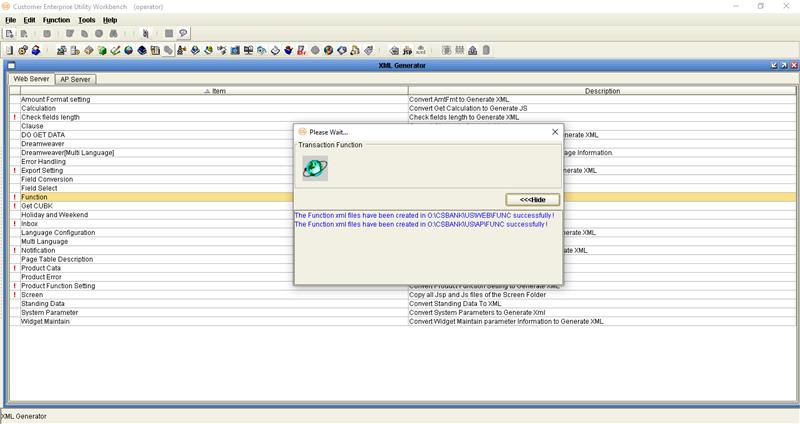 Customer Enterprise Utility Workbench (operator)
File Edit Function Tools Help
XML Generator
Web Server AP Server
Item Description
Amount Format setting Convert AmtFmt to Generate XML
Calculation Convert Get Calculation to Generate JS
! Check fields length Check fields length to Generate XML
Clause
DO GET DATA erate XML
Dreamweaver
Dreamweaver[Multi Language] age Information.
Error Handling
! Export Setting erate XML
Field Conversion
Field Select
! Function
! Get CUBK
Holiday and Weekend
! Inbox
Language Configuration erate XML
Multi Language
! Notification erate XML
Page Table Description
! Product Cata
Product Error
! Product Function Setting Convert Product Function Setting to Generate XML
! Screen Copy all Jsp and Js files of the Screen Folder
Standing Data Convert Standing Data To XML
System Parameter Convert System Parameters to Generate Xml
Widget Maintain Convert Widget Maintain parameter Information to Generate XML
Please Wait...
Transaction Function
<<<Hide
The Function xml files have been created in O:\CSBANK\US\WEB\FUNC successfully !
The Function xml files have been created in O:\CSBANK\US\AP\FUNC successfully !
XML Generator